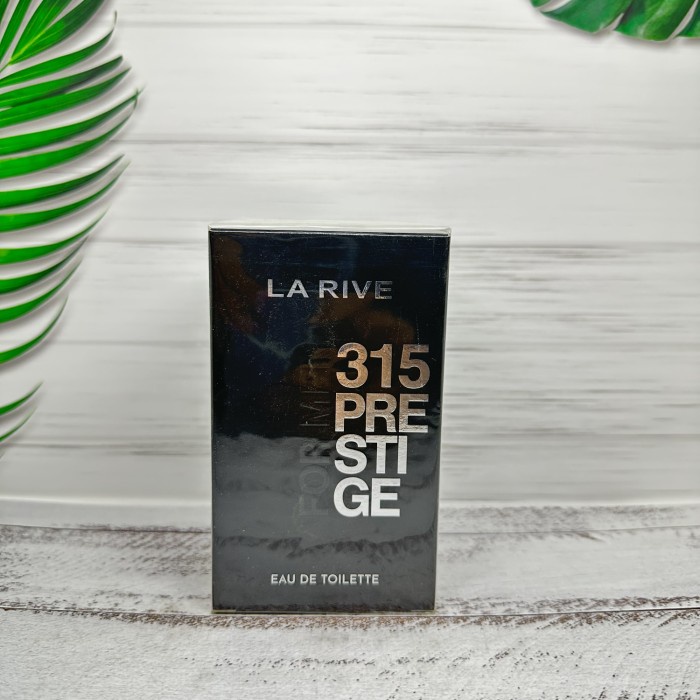 LA RIVE
FOR MEN
315
PRE
STI
GE
EAU DE TOILETTE